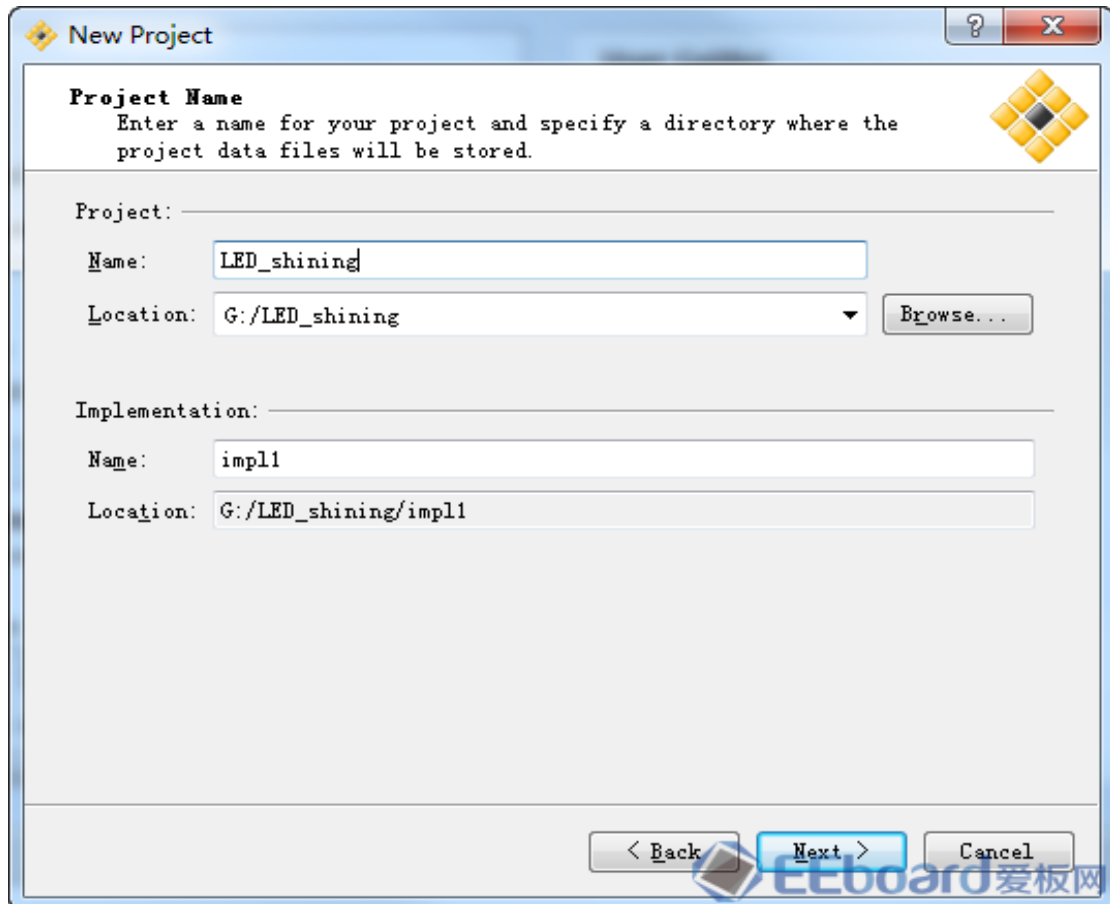 New Project
Project Name
Enter a name for your project and specify a directory where the
project data files will be stored.
Project:
Name: LED_shining
Location: G:/LED_shining Browse...
Implementation:
Name: impl1
Location: G:/LED_shining/impl1
< Back Next > Cancel
EEboard爱板网